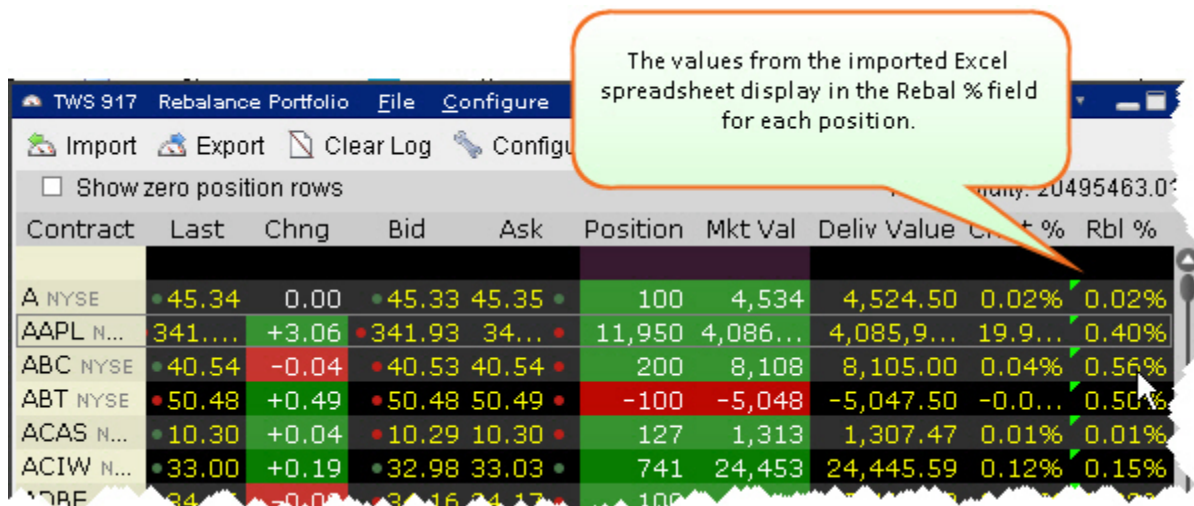 The values from the imported Excel
spreadsheet display in the Rebal % field
for each position.
TWS 917 Rebalance Portfolio File Configure
Import Export Clear Log
Show zero position rows
Contract Last Chng Bid Ask Position Mkt Val Deliv Value % Rbl %
A NYSE 45.34 0.00 45.33 45.35 100 4,534 4,524.50 0.02% 0.02%
AAPL N... 341.... +3.06 341.93 34... 11,950 4,086... 4,085,9... 19.9... 0.40%
ABC NYSE 40.54 -0.04 40.53 40.54 200 8,108 8,105.00 0.04% 0.56%
ABT NYSE 50.48 +0.49 50.48 50.49 -100 -5,048 -5,047.50 -0.0...
ACAS N... 10.30 +0.04 10.29 10.30 127 1,313 1,307.47 0.01% 0.01%
ACIW N... 33.00 +0.19 32.98 33.03 741 24,453 24,445.59 0.12% 0.15%